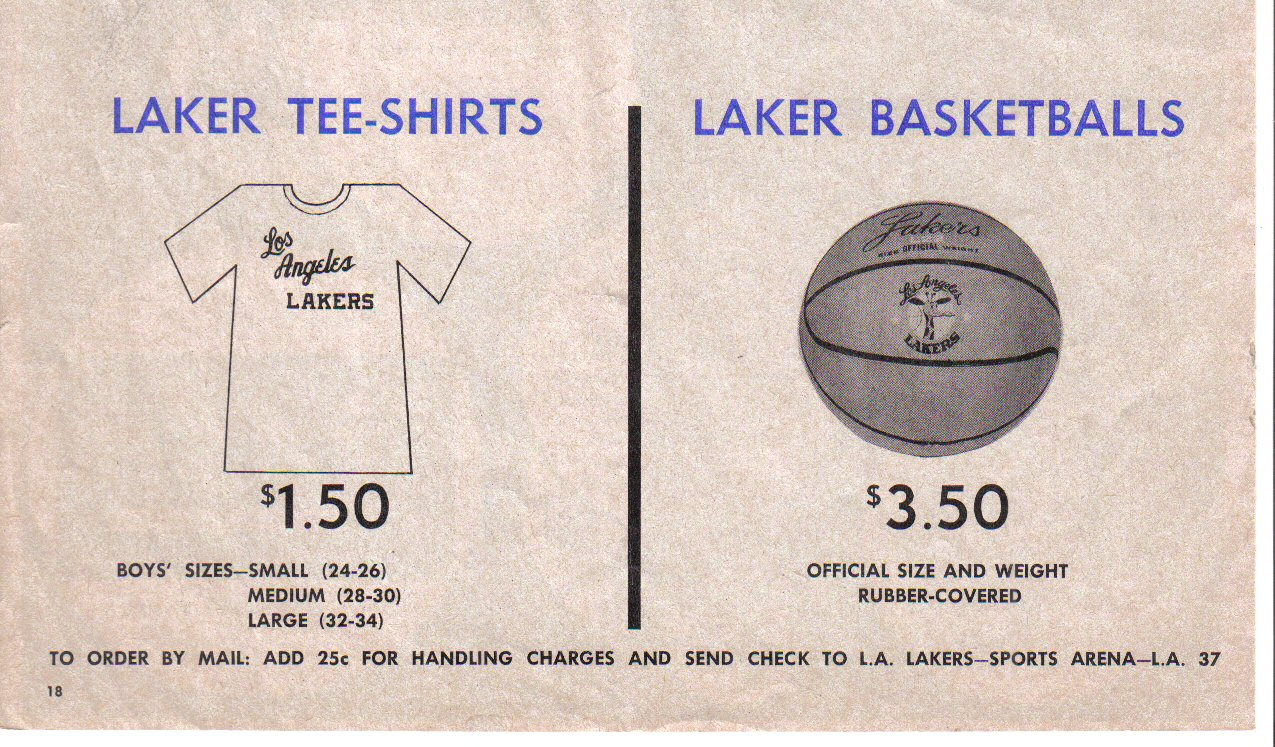 LAKER TEE-SHIRTS
Los
Angeles
LAKERS
$1.50
BOYS' SIZES—SMALL (24-26)
MEDIUM (28-30)
LARGE (32-34)
LAKER BASKETBALLS
Lakers
SIZE OFFICIAL WEIGHT
Los Angeles
LAKERS
$3.50
OFFICIAL SIZE AND WEIGHT
RUBBER-COVERED
TO ORDER BY MAIL: ADD 25c FOR HANDLING CHARGES AND SEND CHECK TO L.A. LAKERS—SPORTS ARENA—L.A. 37
18